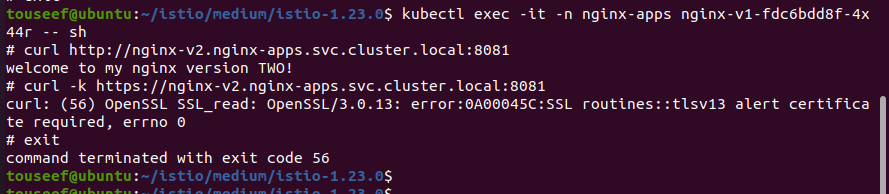 touseef@ubuntu:~/istio/medium/istio-1.23.0$ kubectl exec -it -n nginx-apps nginx-v1-fdc6bdd8f-4x
44r -- sh
# curl http://nginx-v2.nginx-apps.svc.cluster.local:8081
welcome to my nginx version TWO!
# curl -k https://nginx-v2.nginx-apps.svc.cluster.local:8081
curl: (56) OpenSSL SSL_read: OpenSSL/3.0.13: error:0A00045C:SSL routines::tlsv13 alert certifica
te required, errno 0
# exit
command terminated with exit code 56
touseef@ubuntu:~/istio/medium/istio-1.23.0$
touseef@ubuntu:~/istio/medium/istio-1.23.0$